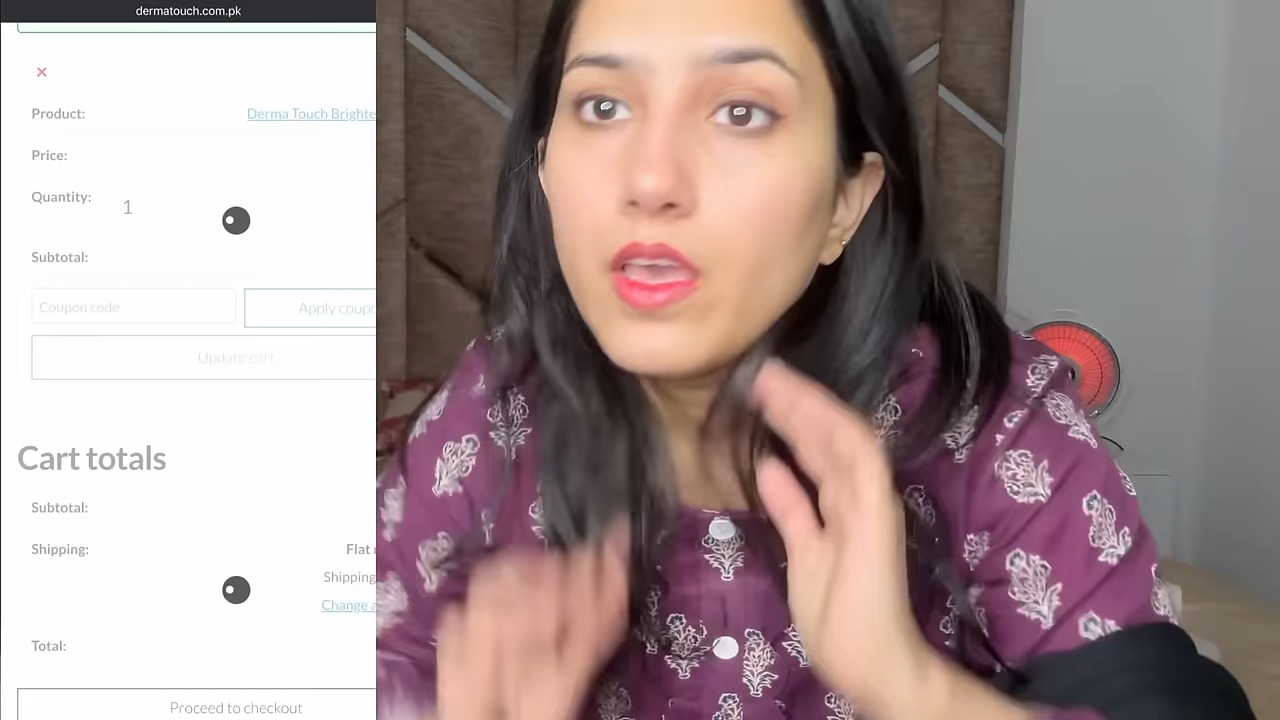 dermatouch.com.pk
×
Product: Derma Touch Brighte
Price:
Quantity: 1
Subtotal:
Coupon code Apply coupo
Update cart
Cart totals
Subtotal:
Shipping: Flat
Shipping
Change a
Total:
Proceed to checkout